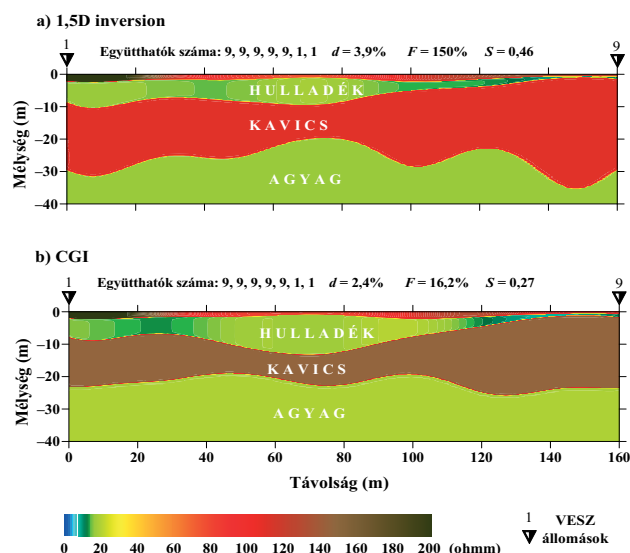 a) 1,5D inversion
1 9
Együtthatók száma: 9, 9, 9, 9, 9, 1, 1 d = 3,9% F = 150% S = 0,46
0
–10
–20
–30
–40
Mélység (m)
HULLADÉK
KAVICS
AGYAG
b) CGI
1 9
Együtthatók száma: 9, 9, 9, 9, 9, 1, 1 d = 2,4% F = 16,2% S = 0,27
0
–10
–20
–30
–40
Mélység (m)
HULLADÉK
KAVICS
AGYAG
0 20 40 60 80 100 120 140 160
Távolság (m)
0 20 40 60 80 100 120 140 160 180 200 (ohmm)
1 VESZ
állomások